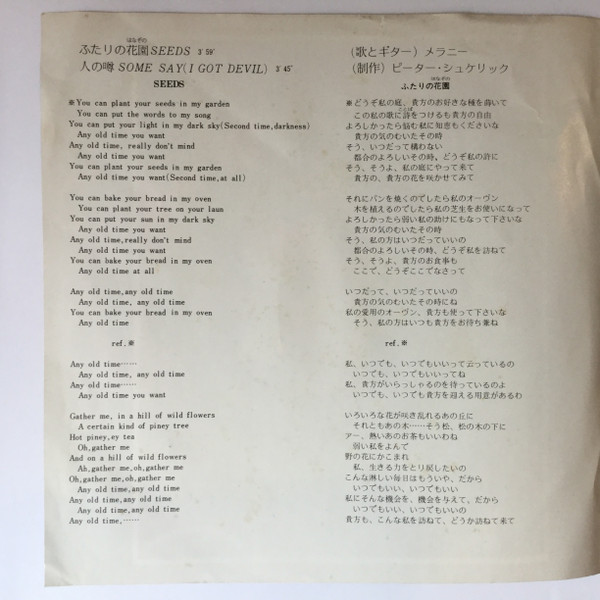 はなぞの
ふたりの花園SEEDS 3′59″
人の噂 SOME SAY(I GOT DEVIL) 3′45″
SEEDS
※You can plant your seeds in my garden
You can put the words to my song
You can put your light in my dark sky(Second time,darkness)
Any old time you want
Any old time, really don't mind
Any old time you want
You can plant your seeds in my garden
Any old time you want(Second time,at all)
You can bake your bread in my oven
You can plant your tree on your laun
You can put your sun in my dark sky
Any old time you want
Any old time,really don't mind
Any old time you want
You can bake your bread in my oven
Any old time at all
Any old time,any old time
Any old time, any old time
You can bake your bread in my oven
Any old time
ref.※
Any old time……
Any old time, any old time
Any old time……
Any old time you want
Gather me, in a hill of wild flowers
A certain kind of piney tree
Hot piney,ey tea
Oh,gather me
And on a hill of wild flowers
Ah,gather me,oh,gather me
Oh,gather me,oh,gather me
Any old time,any old time
Any old time,any old time
Any old time,any old time
Any old time,……
(歌とギター) メラニー
(制作) ピーター・シュケリック
はなぞの
ふたりの花園
※どうぞ私の庭、貴方のお好きな種を蒔いて
ことば
この私の歌に詩をつけるも貴方の自由
よろしかったら悩む私に知恵もくださいな
貴方の気のむいたその時
そう、いつだって構わない
都合のよろしいその時。どうぞ私の許に
そう、そうよ、私の庭にやって来て
貴方の、貴方の花を咲かせてみて
それにパンを焼くのでしたら私のオーヴン
木を植えるのでしたら私の芝生をお使いになって
よろしかったら弱い私の助けにもなって下さいな
貴方の気のむいたその時
そう、私の方はいつだっていいの
都合のよろしいその時、どうぞ私を訪ねて
そう、そうよ、貴方のお食事も
ここで、どうぞここでなさって
いつだって、いつだっていいの
貴方の気のむいたその時にね
私の愛用のオーヴン、貴方も使って下さいな
そう、私の方はいつも貴方をお待ち兼ね
ref.※
私、いつでも、いつでもいいって云っているの
いつでも、いつでもいいってね
私、貴方がいらっしゃるのを待っているのよ
いつでも、いつでも貴方を迎える用意があるわ
いろいろな花が咲き乱れるあの丘に
それともあの木……そう松、松の木の下に
アー、熱いあのお茶もいいわね
弱い私をよんで
野の花にかこまれ
私、生きる力をとり戻したいの
こんな淋しい毎日はもういや、だから
いつでもいい、いつでもいい
私にそんな機会を、機会を与えて、だから
いつでもいい、いつでもいいの
貴方も、こんな私を訪ねて、どうか訪ねて来て